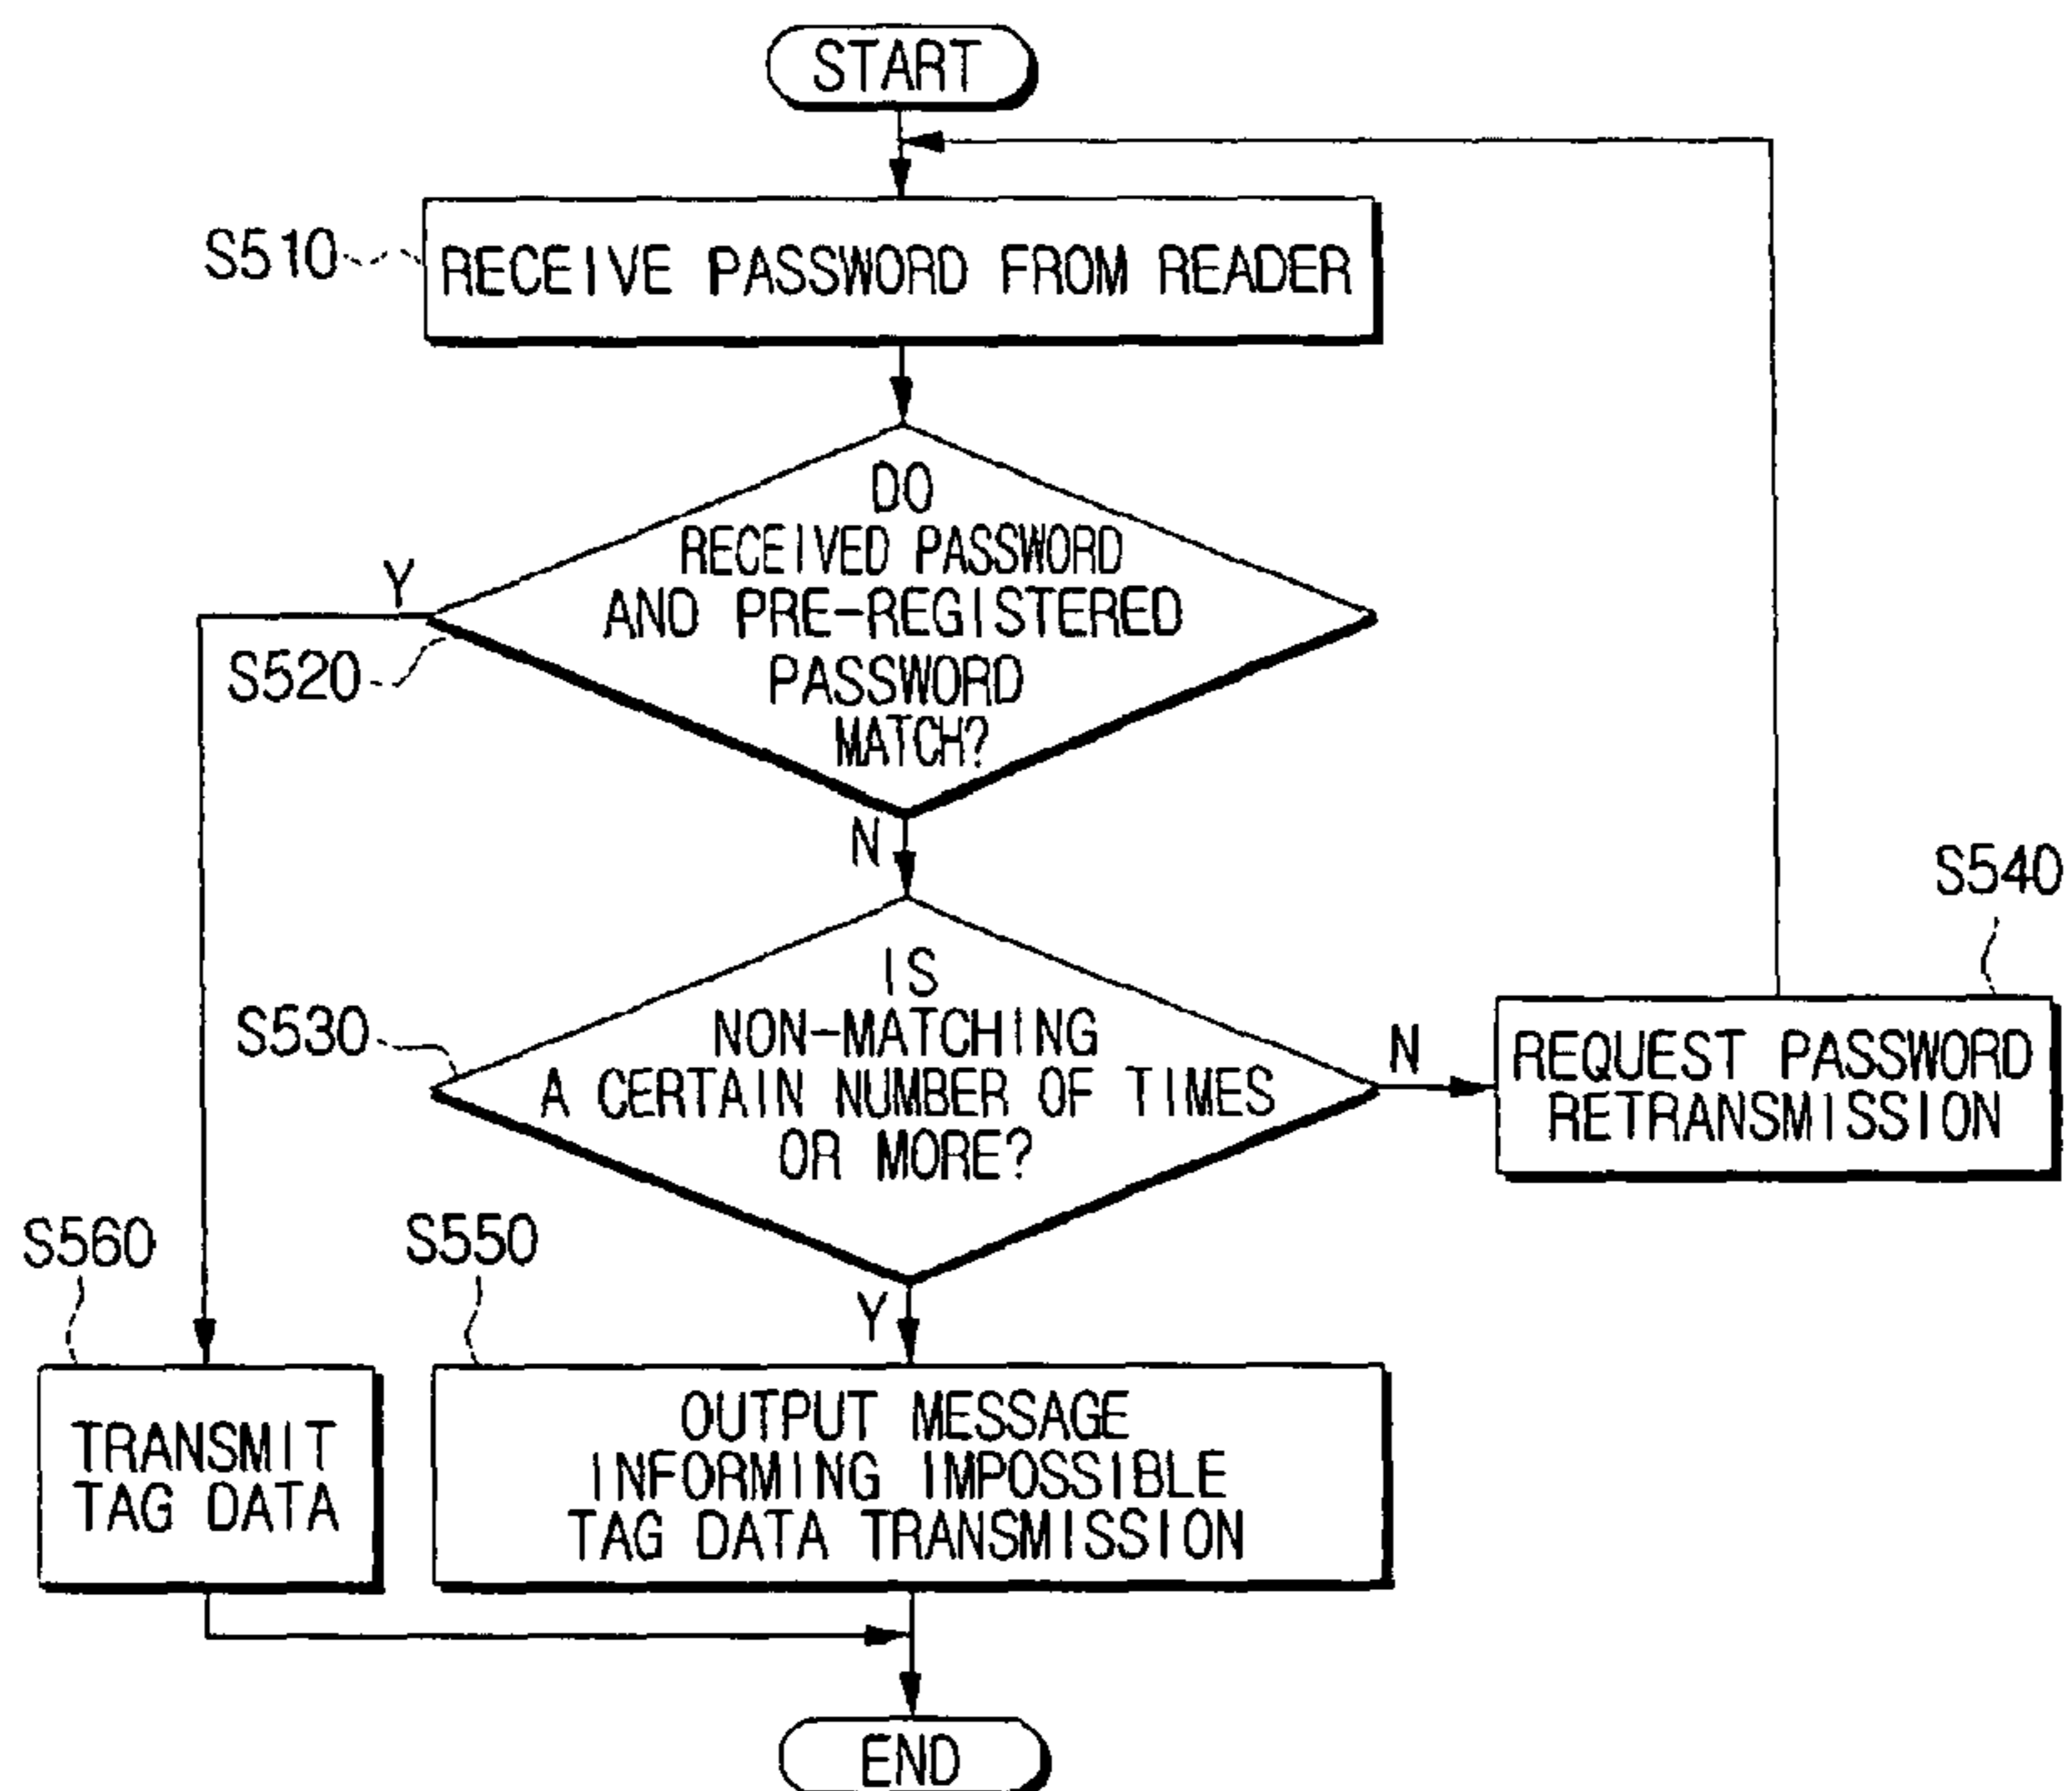 START
S510
RECEIVE PASSWORD FROM READER
DO
RECEIVED PASSWORD
AND PRE-REGISTERED
PASSWORD
MATCH?
Y
S520
N
S540
IS
NON-MATCHING
A CERTAIN NUMBER OF TIMES
OR MORE?
S530
N
REQUEST PASSWORD
RETRANSMISSION
Y
S560
TRANSMIT
TAG DATA
S550
OUTPUT MESSAGE
INFORMING IMPOSSIBLE
TAG DATA TRANSMISSION
END